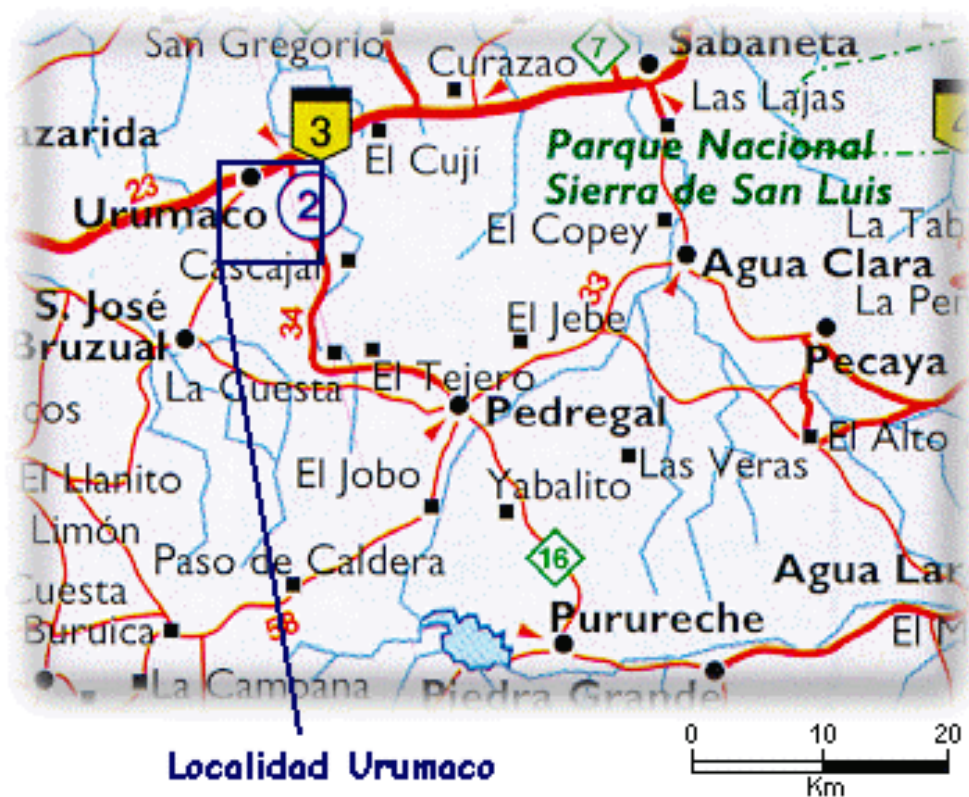 San Gregorio
7
Sabaneta
Curazao
Las Lajas
3
azarida
El Cují
Parque Nacional
Sierra de San Luis
23
Urumaco
2
El Copey
La Tab
Cascajal
Agua Clara
33
La Per
S. José
Bruzual
34
El Jebe
Pecaya
La Cuesta
El Tejero
icos
Pedregal
El Alto
El Llanito
El Jobo
Las Veras
Yabalito
Limón
16
Paso de Caldera
Agua Lar
Cuesta
58
Buruica
Purureche
El M
La Campana
Piedra Grande
0 10 20
Km
Localidad Urumaco